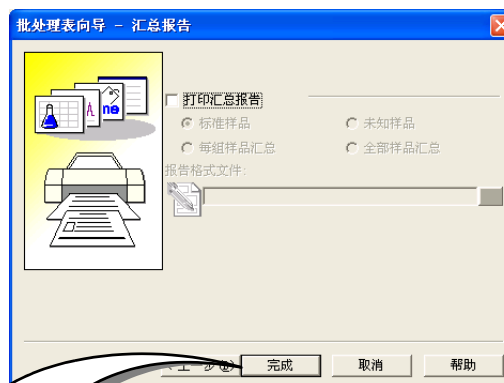 批处理表向导 - 汇总报告
打印汇总报告
标准样品
未知样品
每组样品汇总
全部样品汇总
报告格式文件:
完成
取消
帮助